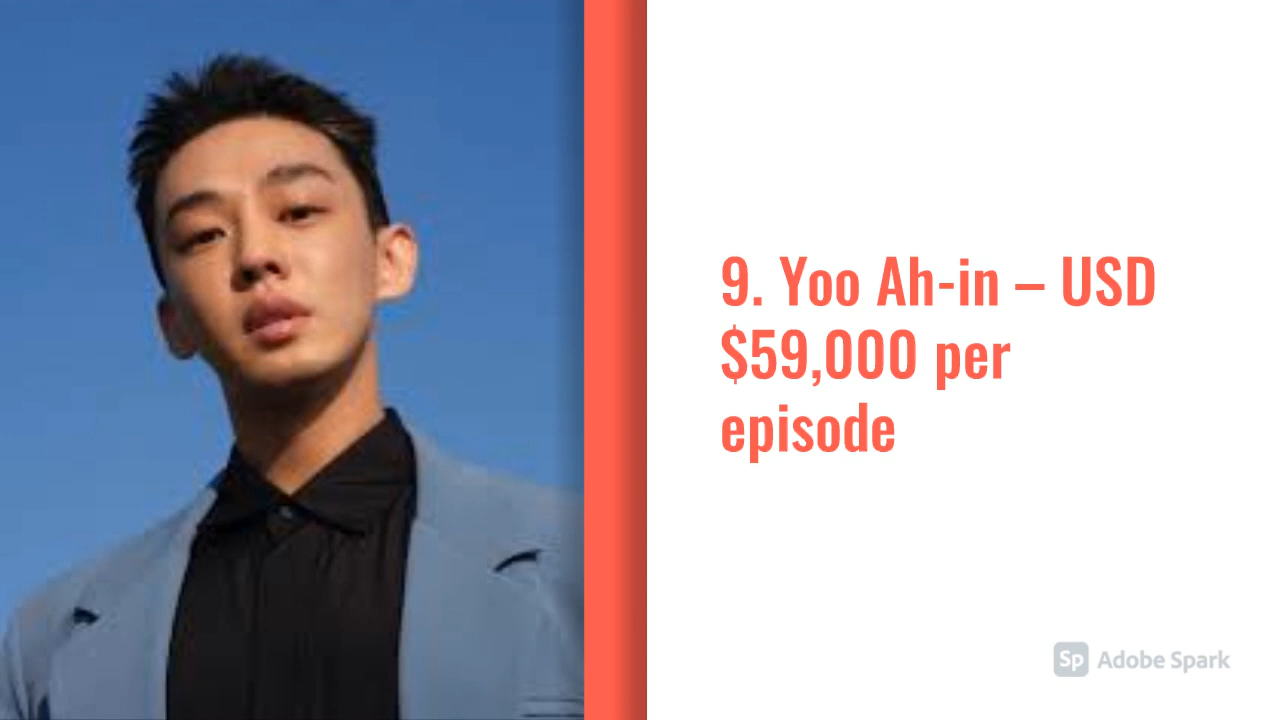 9. Yoo Ah-in – USD
$59,000 per
episode
Sp Adobe Spark